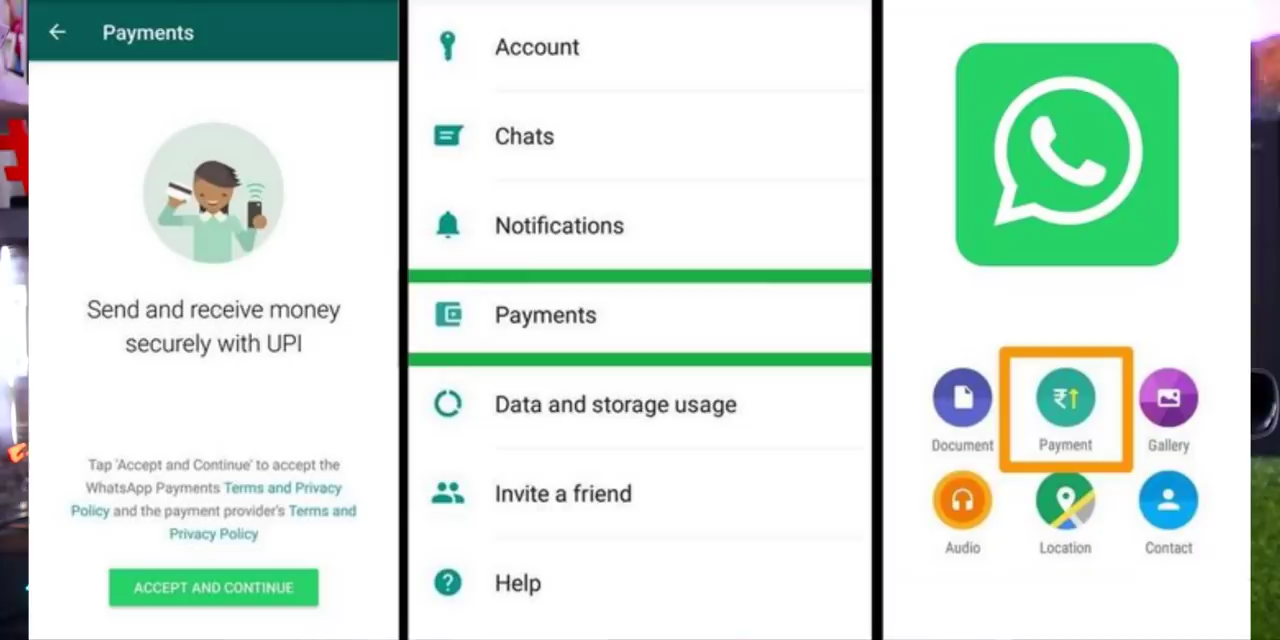 Payments
Send and receive money
securely with UPI
Tap 'Accept and Continue' to accept the
WhatsApp Payments Terms and Privacy
Policy and the payment provider's Terms and
Privacy Policy
ACCEPT AND CONTINUE
Account
Chats
Notifications
Payments
Data and storage usage
Invite a friend
Help
?
₹↑
Document
Payment
Gallery
Audio
Location
Contact